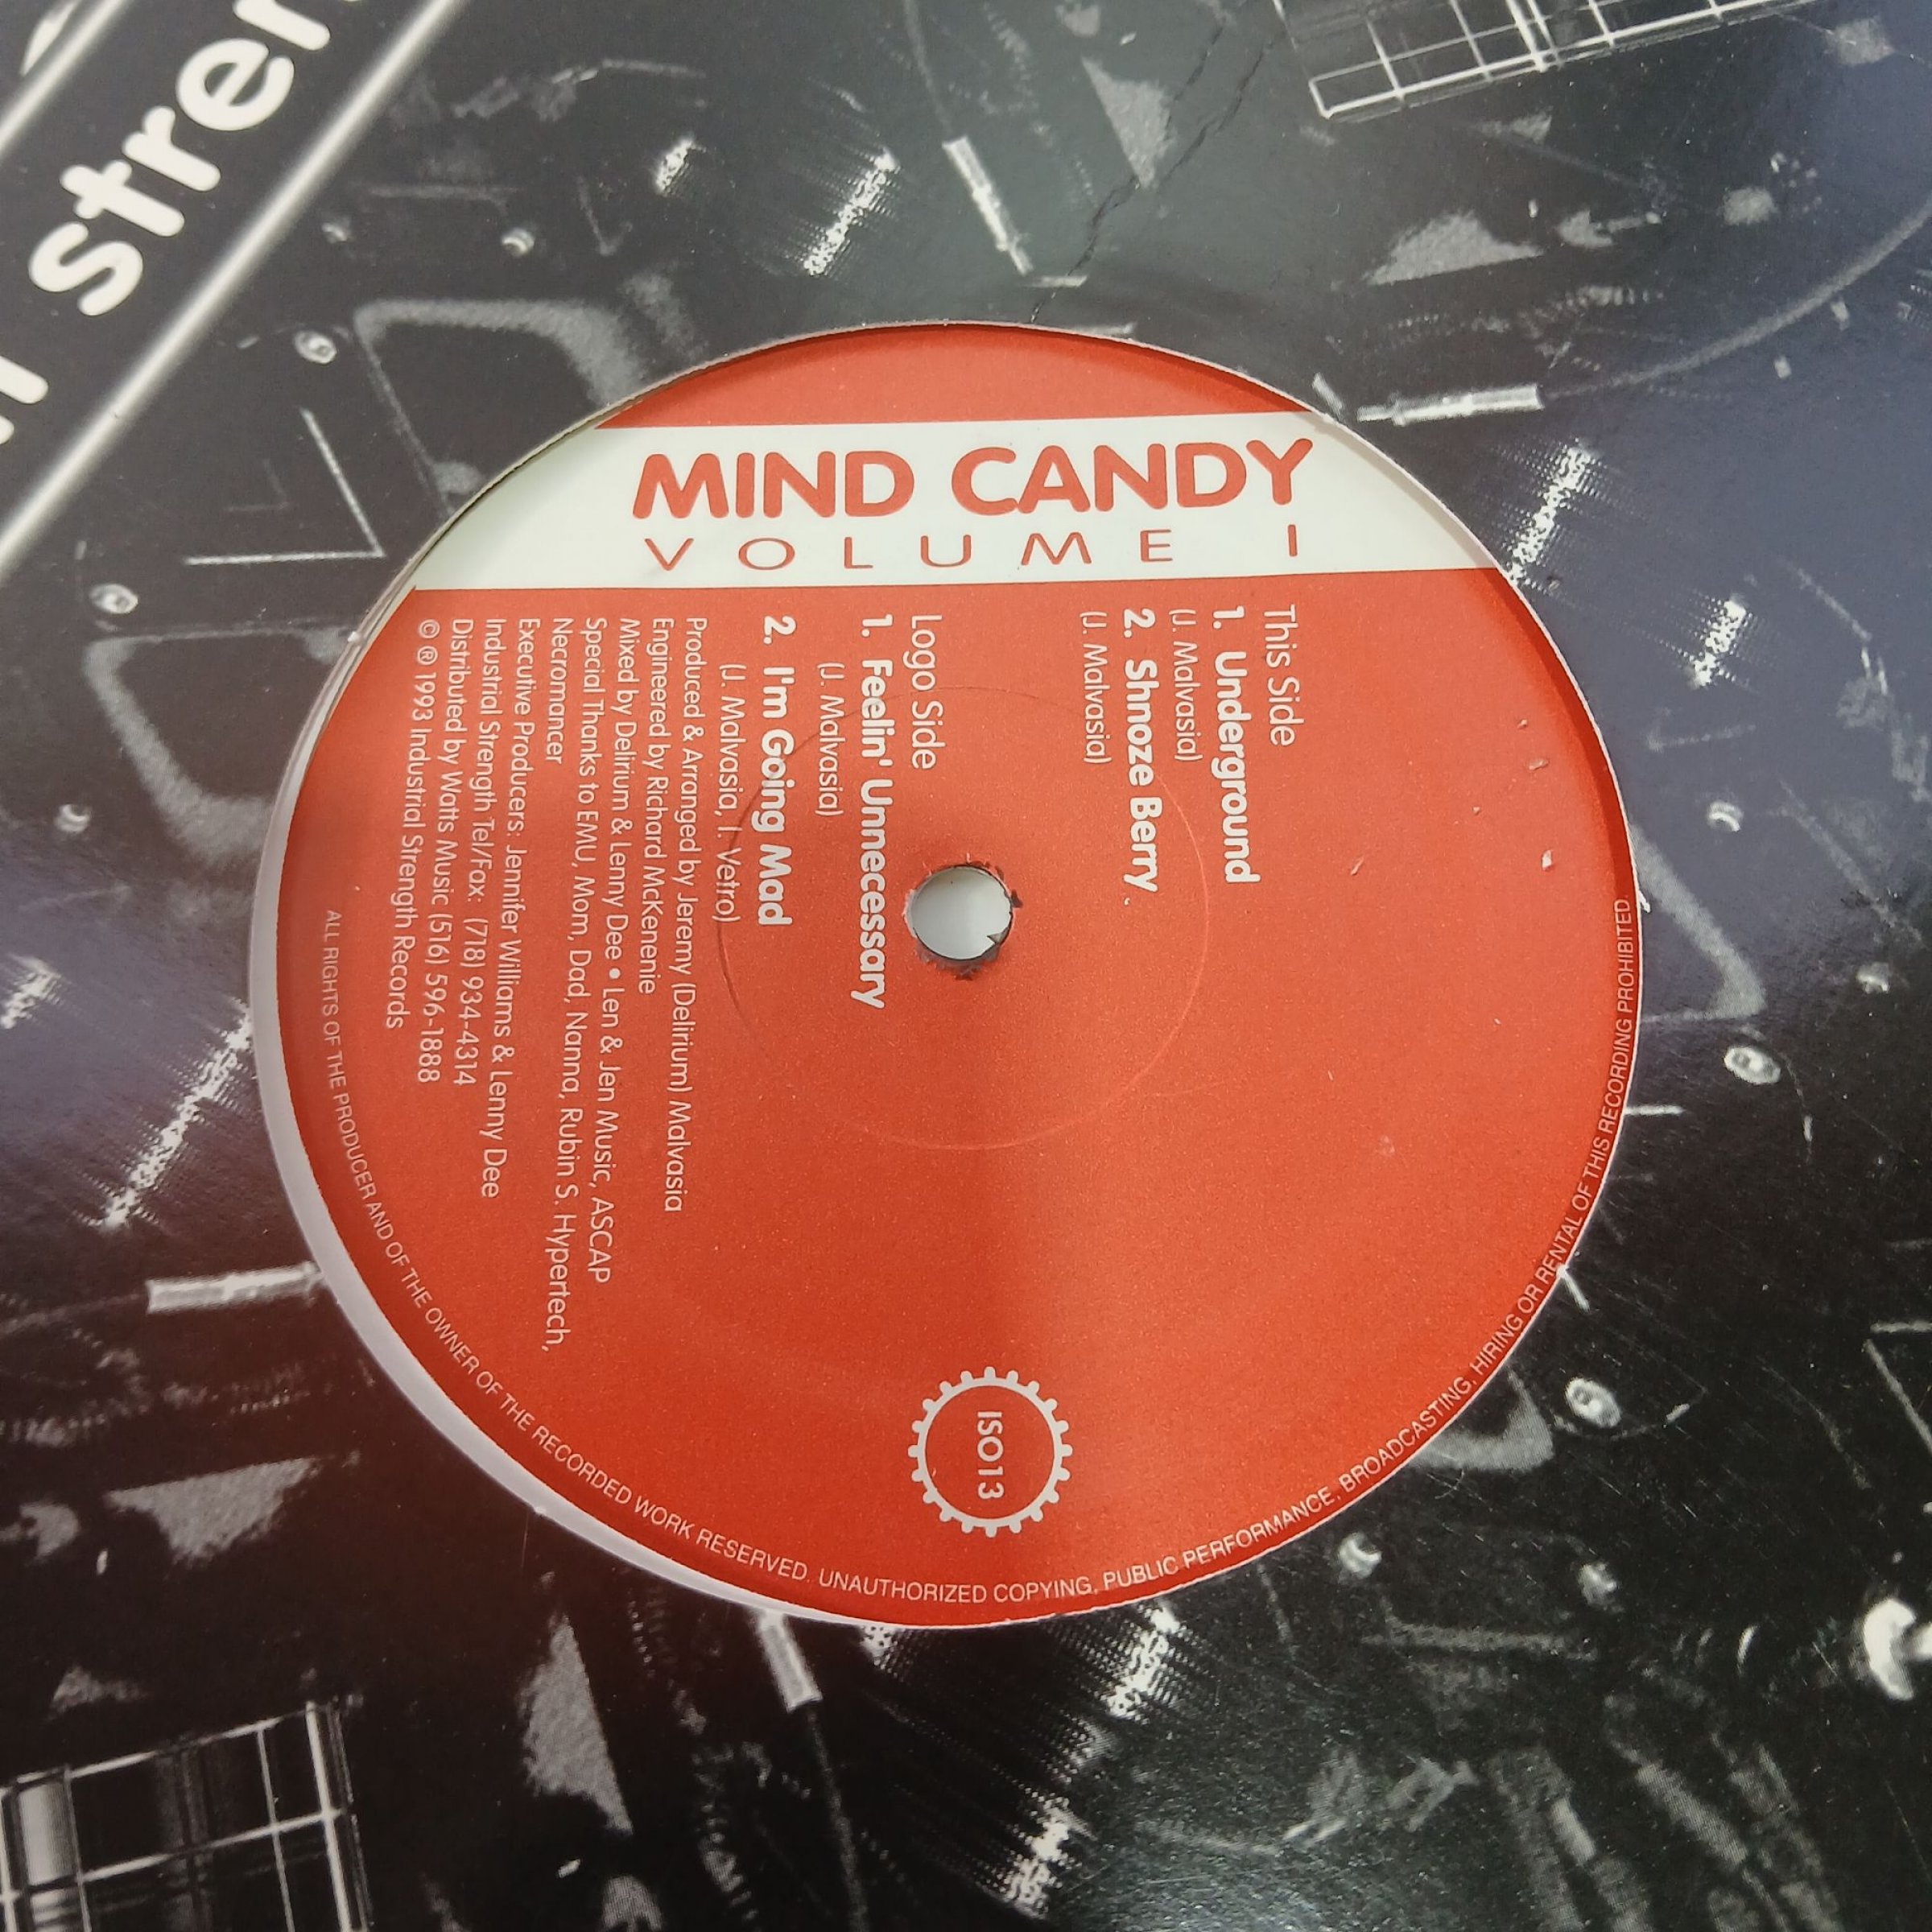 stren
MIND CANDY
VOLUME I
This Side
1. Underground
(J. Malvasia)
2. Shnoze Berry
(J. Malvasia)
Logo Side
1. Feelin' Unnecessary
(J. Malvasia)
2. I'm Going Mad
(J. Malvasia, I. Vetro)
Produced & Arranged by Jeremy (Delirium) Malvasia
Engineered by Richard McKenenie
Mixed by Delirium & Lenny Dee • Len & Jen Music, ASCAP
Special Thanks to EMU, Mom, Dad, Nanna, Rubin S. Hypertech,
Necromancer
Executive Producers: Jennifer Williams & Lenny Dee
Industrial Strength Tel/Fax: (718) 934-4314
Distributed by Watts Music (516) 596-1888
© ® 1993 Industrial Strength Records
ISO13
ALL RIGHTS OF THE PRODUCER AND OF THE OWNER OF THE RECORDED WORK RESERVED. UNAUTHORIZED COPYING, PUBLIC PERFORMANCE, BROADCASTING, HIRING OR RENTAL OF THIS RECORDING PROHIBITED